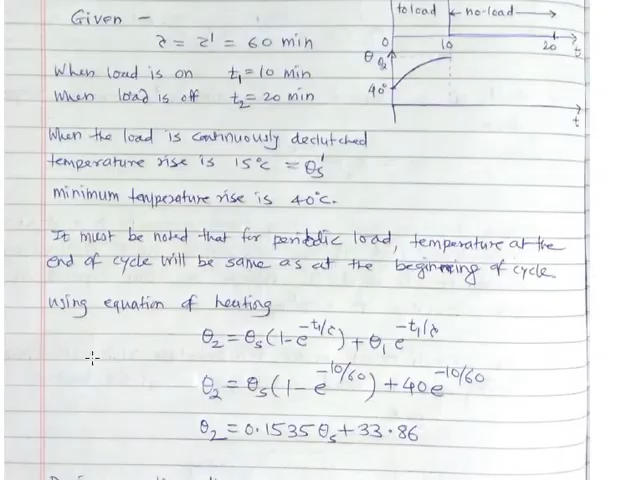 Given -
to load
no-load
τ = τ' = 60 min
0
10
20
t
θ
θ₂
40°
t
When load is on t₁ = 10 min
When load is off t₂ = 20 min
When the load is continuously declutched
temperature rise is 15°c = θs'
minimum temperature rise is 40°c.
It must be noted that for periodic load, temperature at the
end of cycle will be same as at the beginning of cycle.
using equation of heating
θ₂ = θs (1-e^-t₁/τ) + θ₁ e^-t₁/τ
θ₂ = θs (1- e^-10/60) + 40e^-10/60
θ₂ = 0.1535 θs + 33.86